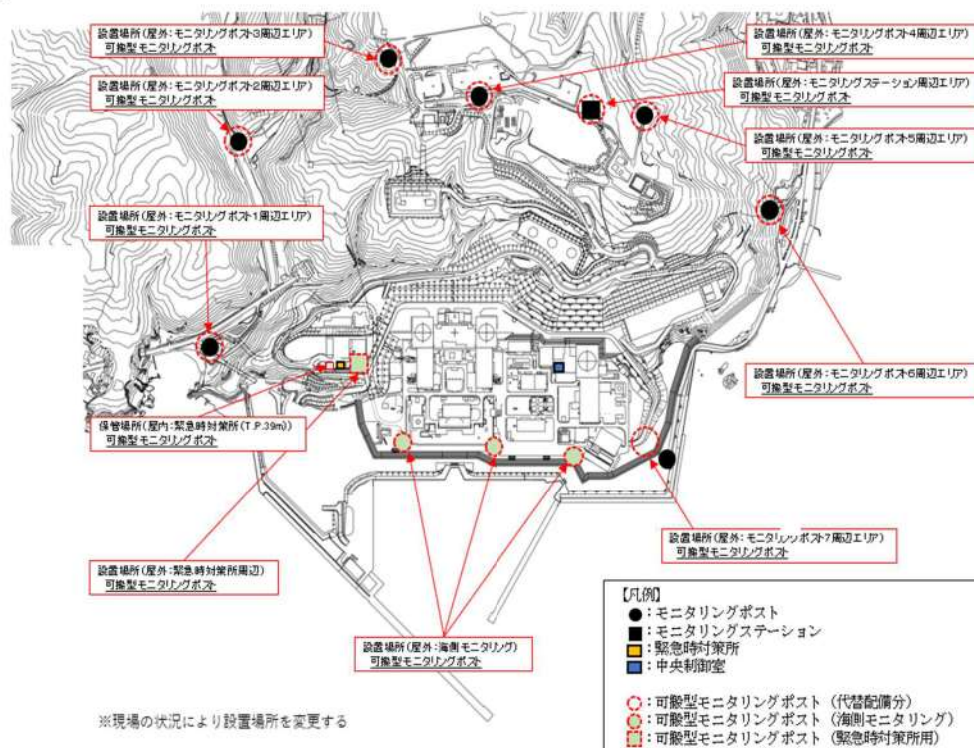 設置場所(屋外:モニタリングポスト3周辺エリア)
可搬型モニタリングポスト
設置場所(屋外:モニタリングポスト4周辺エリア)
可搬型モニタリングポスト
設置場所(屋外:モニタリングポスト2周辺エリア)
可搬型モニタリングポスト
設置場所(屋外:モニタリングステーション周辺エリア)
可搬型モニタリングポスト
設置場所(屋外:モニタリングポスト5周辺エリア)
可搬型モニタリングポスト
設置場所(屋外:モニタリングポスト1周辺エリア)
可搬型モニタリングポスト
設置場所(屋外:モニタリングポスト6周辺エリア)
可搬型モニタリングポスト
保管場所(屋内:緊急時対策所(T.P.39m))
可搬型モニタリングポスト
設置場所(屋外:モニタリングポスト7周辺エリア)
可搬型モニタリングポスト
設置場所(屋外:緊急時対策所周辺)
可搬型モニタリングポスト
設置場所(屋外:海側モニタリング)
可搬型モニタリングポスト
【凡例】
:モニタリングポスト
:モニタリングステーション
:緊急時対策所
:中央制御室
:可搬型モニタリングポスト(代替配備分)
:可搬型モニタリングポスト(海側モニタリング)
:可搬型モニタリングポスト(緊急時対策所用)
※現場の状況により設置場所を変更する